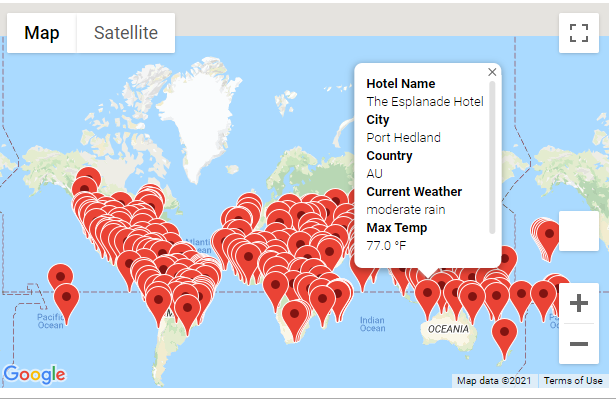 Map
Satellite
Hotel Name
The Esplanade Hotel
City
Port Hedland
Country
AU
Current Weather
moderate rain
Max Temp
77.0 °F
Atlantic
Ocean
Pacific
Ocean
Indian
Ocean
OCEANIA
Google
Map data ©2021
Terms of Use